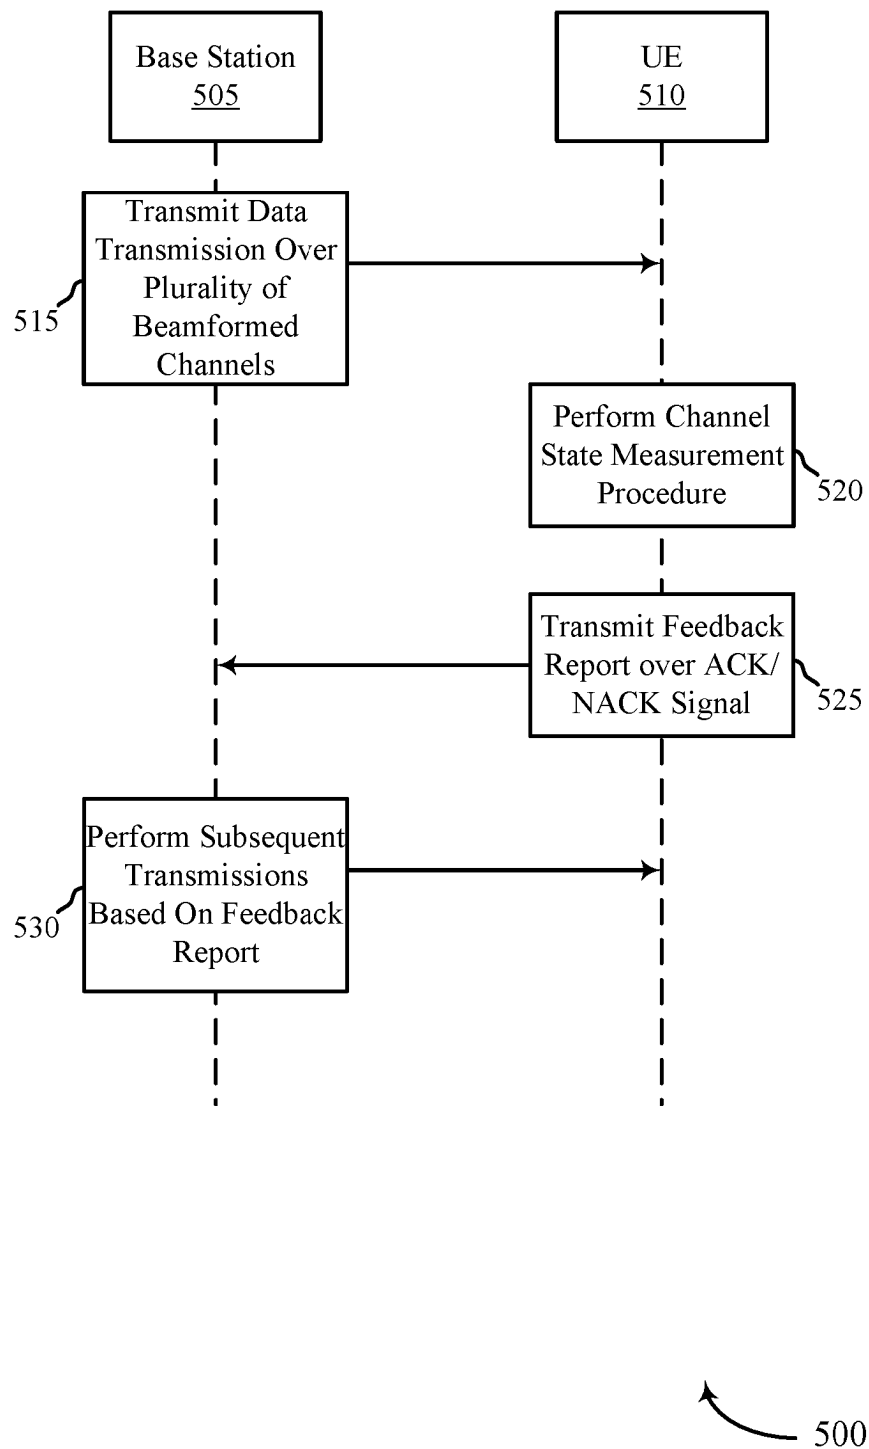 Base Station
505
UE
510
Transmit Data
Transmission Over
Plurality of
Beamformed
Channels
515
Perform Channel
State Measurement
Procedure
520
Transmit Feedback
Report over ACK/
NACK Signal
525
Perform Subsequent
Transmissions
Based On Feedback
Report
530
500